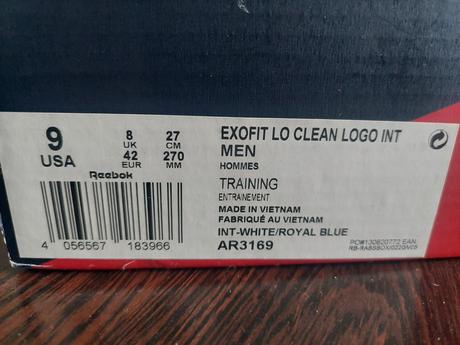 9
USA
8
UK
42
EUR
27
CM
270
MM
Reebok
4 056567 183966
EXOFIT LO CLEAN LOGO INT
MEN
HOMMES
TRAINING
ENTRAINEMENT
MADE IN VIETNAM
FABRIQUÉ AU VIETNAM
INT-WHITE/ROYAL BLUE
AR3169
EAN